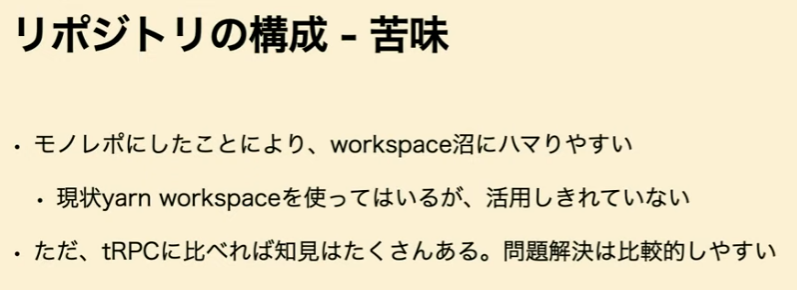 リポジトリの構成 - 苦味
・モノレポにしたことにより、workspace沼にハマりやすい
・現状yarn workspaceを使ってはいるが、活用しきれていない
・ただ、tRPCに比べれば知見はたくさんある。問題解決は比較的しやすい